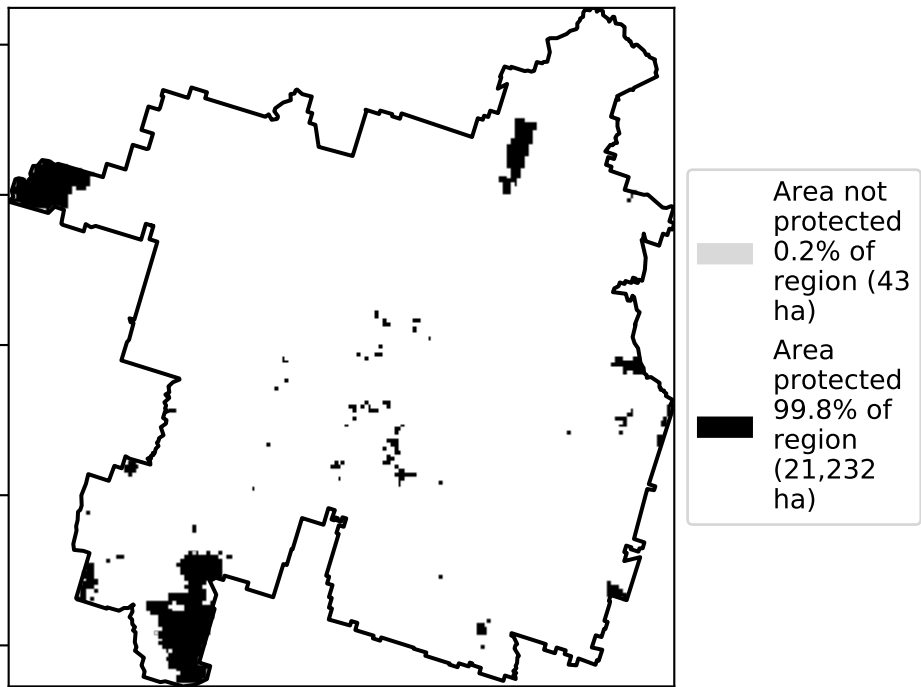 Area not
protected
0.2% of
region (43
ha)
Area
protected
99.8% of
region
(21,232
ha)